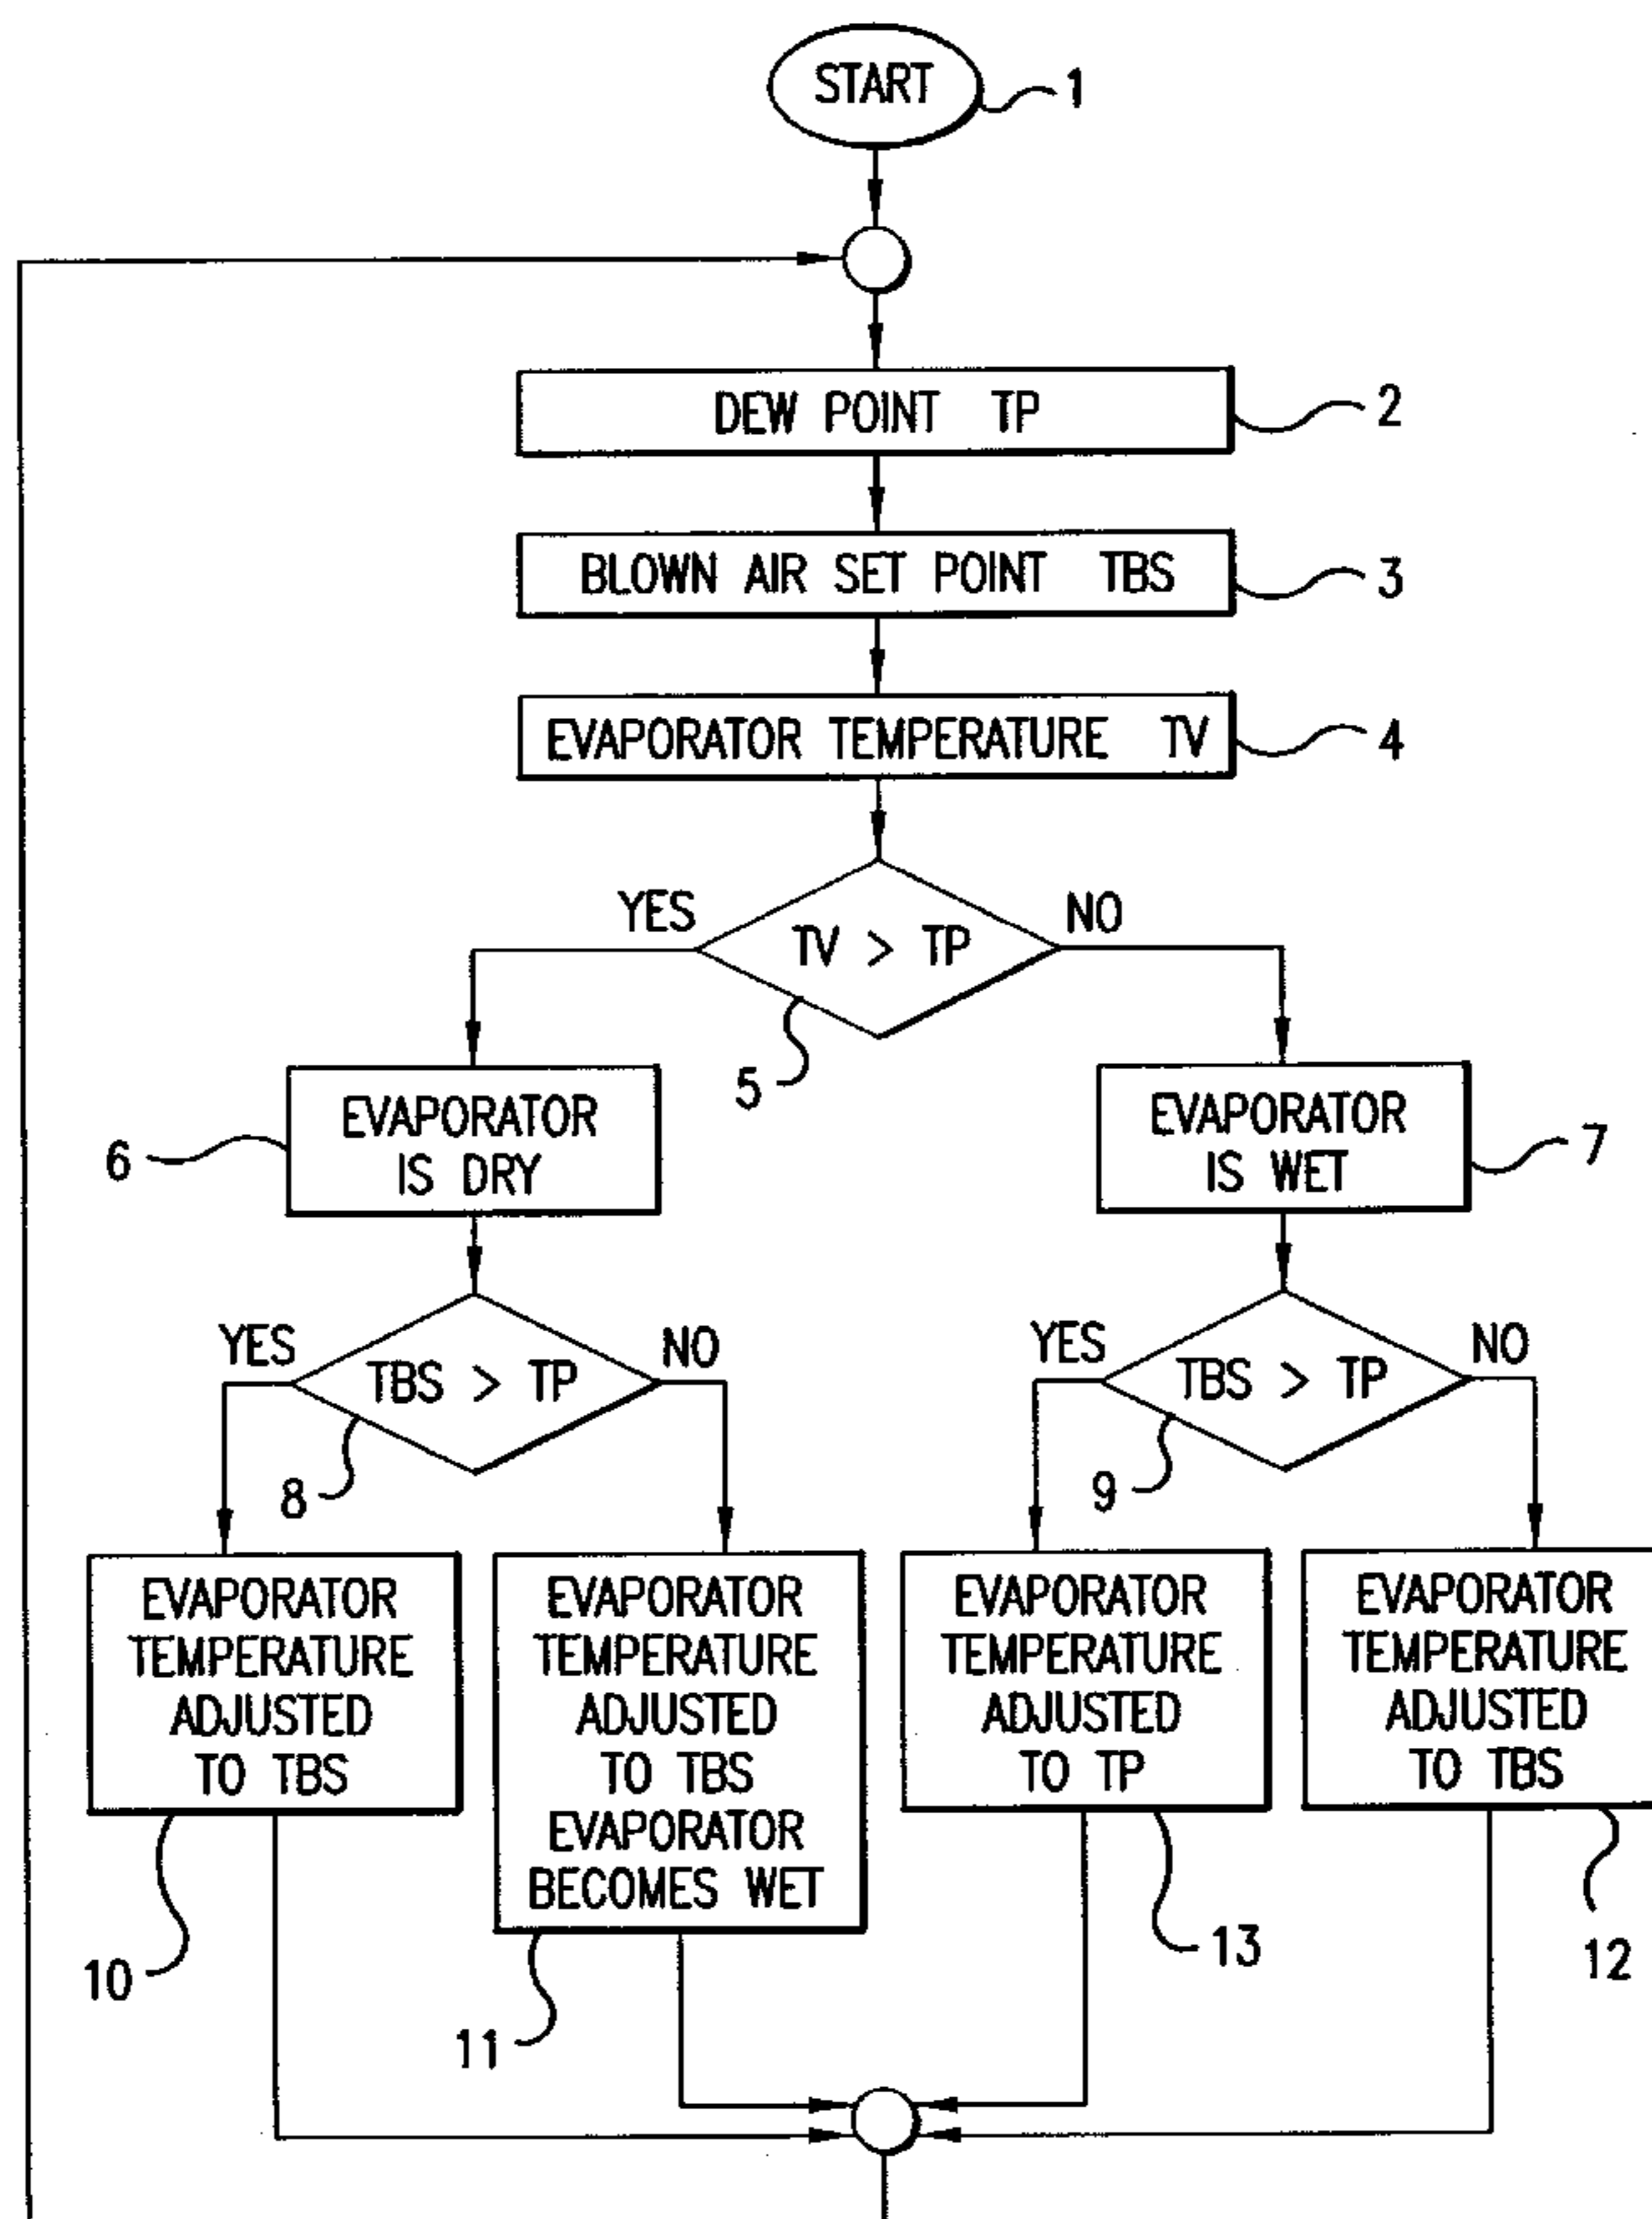 START
1
DEW POINT TP
2
BLOWN AIR SET POINT TBS
3
EVAPORATOR TEMPERATURE TV
4
YES
NO
TV > TP
5
EVAPORATOR
IS DRY
6
EVAPORATOR
IS WET
7
YES
NO
TBS > TP
8
YES
NO
TBS > TP
9
EVAPORATOR
TEMPERATURE
ADJUSTED
TO TBS
10
EVAPORATOR
TEMPERATURE
ADJUSTED
TO TBS
EVAPORATOR
BECOMES WET
11
EVAPORATOR
TEMPERATURE
ADJUSTED
TO TP
13
EVAPORATOR
TEMPERATURE
ADJUSTED
TO TBS
12